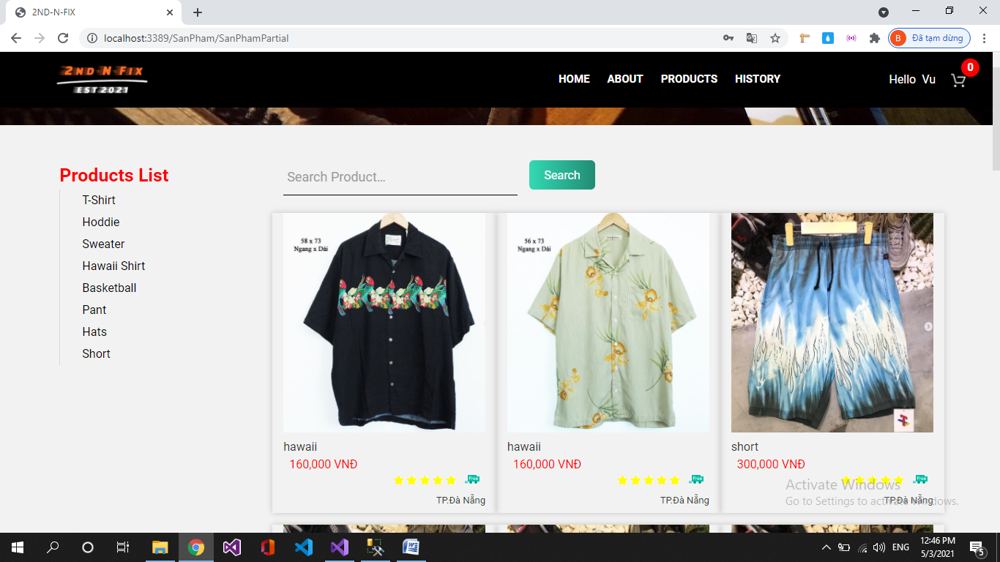 2ND-N-FIX
localhost:3389/SanPham/SanPhamPartial
B Đã tạm dừng
2ND N FIX
EST 2021
HOME ABOUT PRODUCTS HISTORY
Hello Vu
0
Products List
T-Shirt
Hoddie
Sweater
Hawaii Shirt
Basketball
Pant
Hats
Short
Search Product...
Search
58 x 73
Ngang x Dài
hawaii
160,000 VNĐ
Free
TP.Đà Nẵng
56 x 73
Ngang x Dài
hawaii
160,000 VNĐ
Free
TP.Đà Nẵng
short
300,000 VNĐ
Free
TP.Đà Nẵng
Activate Windows
Go to Settings to activate Windows.
ENG
12:46 PM
5/3/2021
5